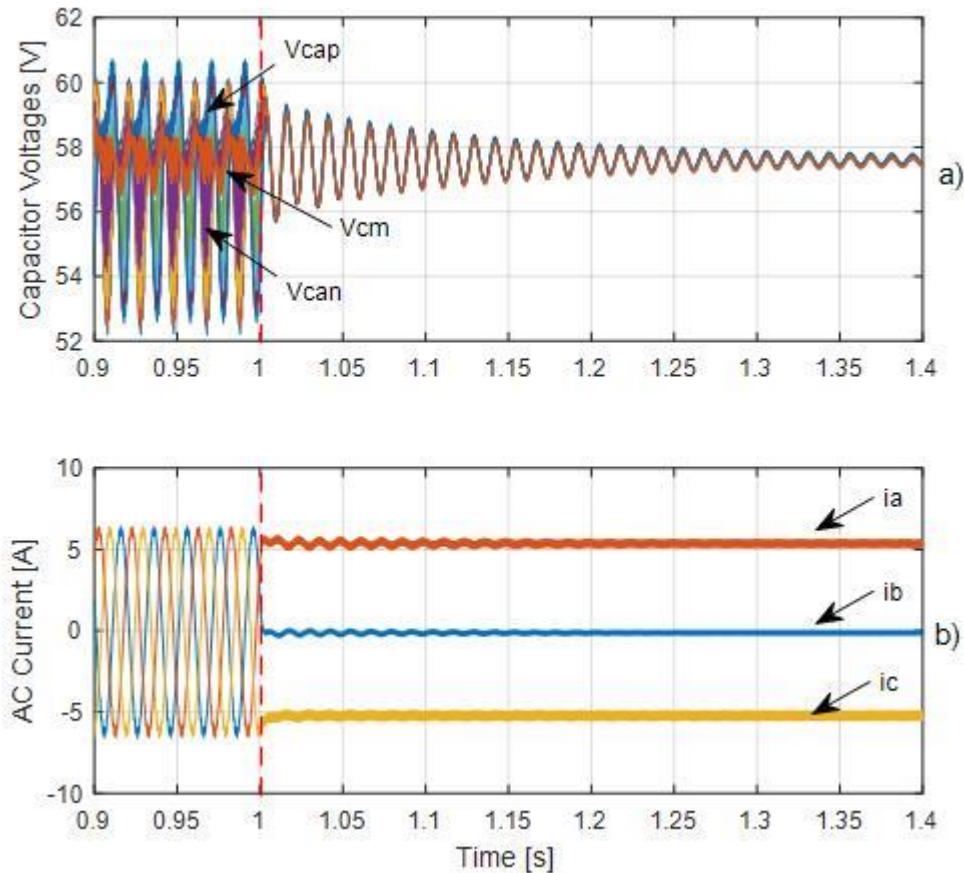 Capacitor Voltages [V]
62
60
58
56
54
52
Vcap
Vcm
Vcan
a)
0.9 0.95 1 1.05 1.1 1.15 1.2 1.25 1.3 1.35 1.4
AC Current [A]
10
5
0
-5
-10
ia
ib
ic
b)
0.9 0.95 1 1.05 1.1 1.15 1.2 1.25 1.3 1.35 1.4
Time [s]